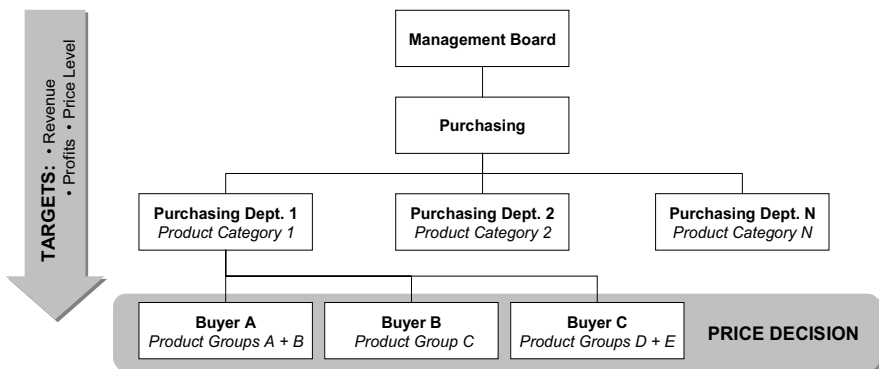 TARGETS: • Revenue
• Profits • Price Level
Management Board
Purchasing
Purchasing Dept. 1
Product Category 1
Purchasing Dept. 2
Product Category 2
Purchasing Dept. N
Product Category N
Buyer A
Product Groups A + B
Buyer B
Product Group C
Buyer C
Product Groups D + E
PRICE DECISION